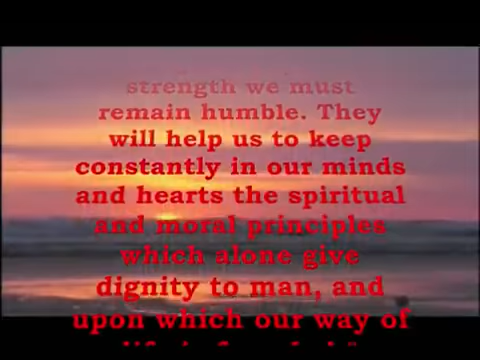 strength we must
remain humble. They
will help us to keep
constantly in our minds
and hearts the spiritual
and moral principles
which alone give
dignity to man, and
upon which our way of